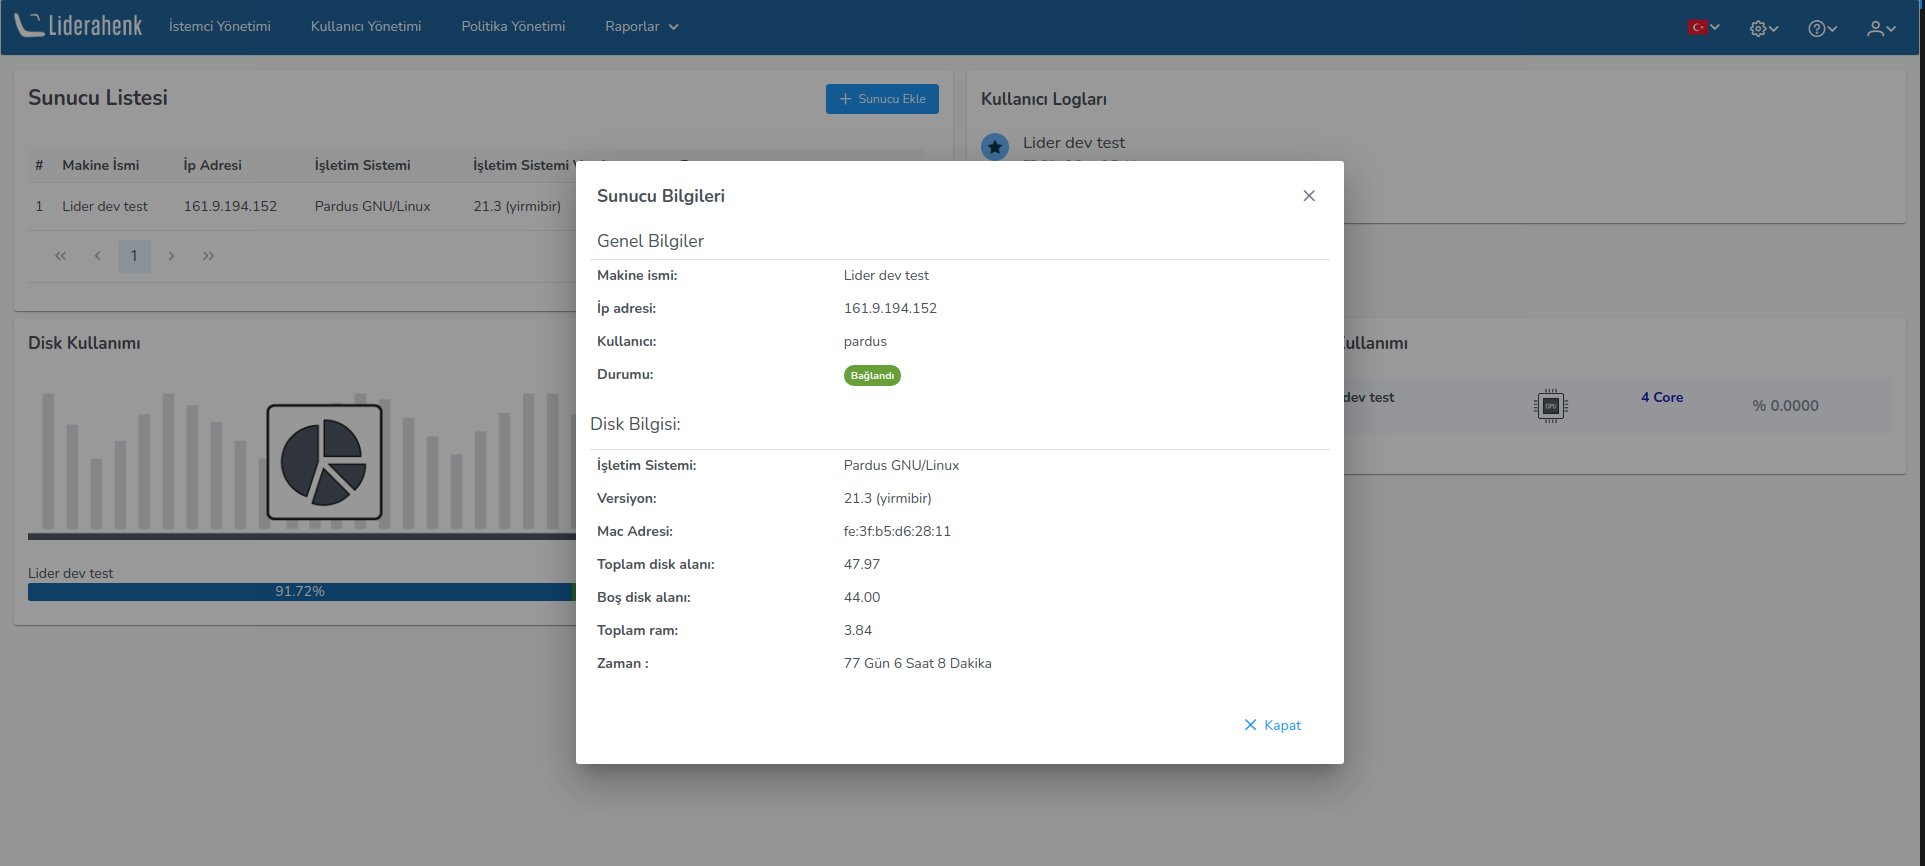 Liderahenk İstemci Yönetimi Kullanıcı Yönetimi Politika Yönetimi Raporlar
Sunucu Listesi
Sunucu Ekle
# Makine İsmi İp Adresi İşletim Sistemi İşletim Sistemi
1 Lider dev test 161.9.194.152 Pardus GNU/Linux 21.3 (yirmibir)
1
Kullanıcı Logları
Lider dev test
Sunucu Bilgileri
Genel Bilgiler
Makine ismi: Lider dev test
İp adresi: 161.9.194.152
Kullanıcı: pardus
Durumu: Bağlandı
Disk Bilgisi:
İşletim Sistemi: Pardus GNU/Linux
Versiyon: 21.3 (yirmibir)
Mac Adresi: fe:3f:b5:d6:28:11
Toplam disk alanı: 47.97
Boş disk alanı: 44.00
Toplam ram: 3.84
Zaman : 77 Gün 6 Saat 8 Dakika
Kapat
Disk Kullanımı
Lider dev test
91.72%
ullanımı
dev test CPU 4 Core % 0.0000